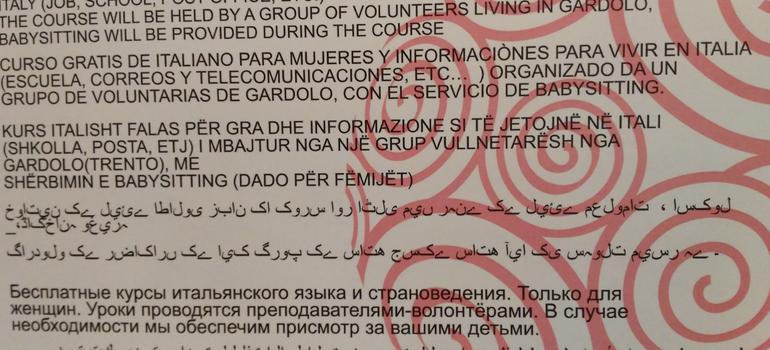 ITALY (JOB, SCHOOL, POST OFFICE, ETC.)
THE COURSE WILL BE HELD BY A GROUP OF VOLUNTEERS LIVING IN GARDOLO,
BABYSITTING WILL BE PROVIDED DURING THE COURSE
CURSO GRATIS DE ITALIANO PARA MUJERES Y INFORMACIÒNES PARA VIVIR EN ITALIA
(ESCUELA, CORREOS Y TELECOMUNICACIONES, ETC... ) ORGANIZADO DA UN
GRUPO DE VOLUNTARIAS DE GARDOLO, CON ÉL SERVICIO DE BABYSITTING.
KURS ITALISHT FALAS PËR GRA DHE INFORMAZIONE SI TË JETOJNË NË ITALI
(SHKOLLA, POSTA, ETJ) I MBAJTUR NGA NJË GRUP VULLNETARËSH NGA
GARDOLO(TRENTO), ME
SHËRBIMIN E BABYSITTING (DADO PËR FËMIJËT)
خواتین کے لیئے اطالوی زبان کا کورس اور اٹلی میں رہنے کے لیئے معلومات ، اسکول
،ڈاکخانہ وغیرہ
گاردولو کے رضاکاران کے ایک گروپ کے ساتھ جسکے ساتھ آیا کی سہولت میسر ہے ۔
Бесплатные курсы итальянского языка и страноведения. Только для
женщин. Уроки проводятся преподавателями-волонтёрами. В случае
необходимости мы обеспечим присмотр за вашими детьми.